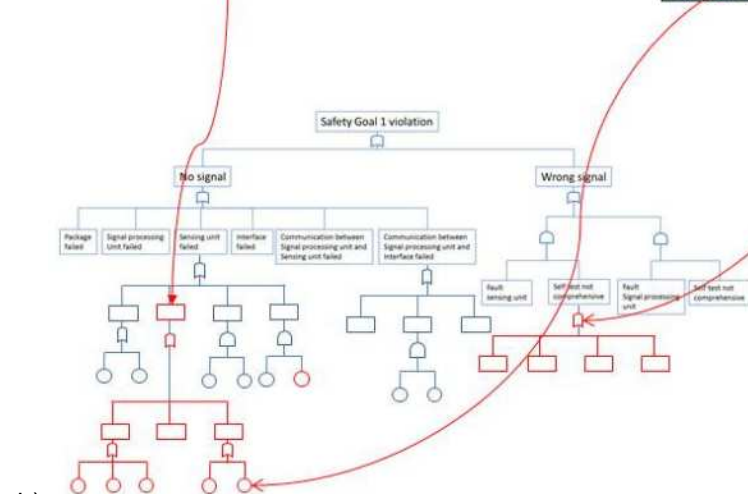 Safety Goal 1 violation
No signal
Wrong signal
Package
failed
Signal processing
Unit failed
Sensing unit
failed
Interface
failed
Communication between
Signal processing unit and
Sensing unit failed
Communication between
Signal processing unit and
Interface failed
Fault
sensing unit
Self test not
comprehensive
Fault
Signal processing
unit
Self test not
comprehensive